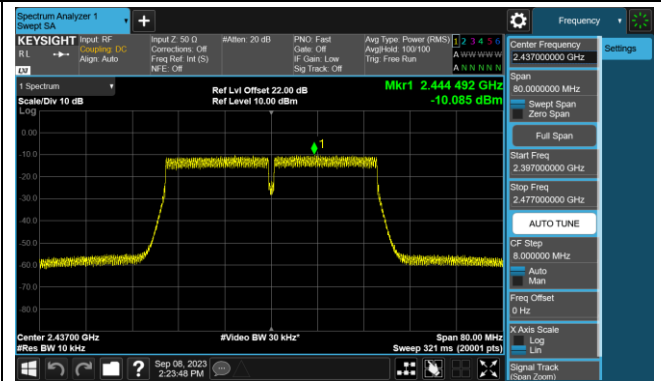 Spectrum Analyzer 1
Swept SA
Frequency
KEYSIGHT
RL
LXI
Input: RF
Coupling: DC
Align: Auto
Input Z: 50 Ω
Corrections: Off
Freq Ref: Int (S)
NFE: Off
#Atten: 20 dB
PNO: Fast
Gate: Off
IF Gain: Low
Sig Track: Off
Avg Type: Power (RMS)
Avg|Hold: 100/100
Trig: Free Run
1 2 3 4 5 6
A W W W W W
A N N N N N
Settings
Center Frequency
2.437000000 GHz
Span
80.0000000 MHz
Swept Span
Zero Span
Full Span
Start Freq
2.397000000 GHz
Stop Freq
2.477000000 GHz
AUTO TUNE
CF Step
8.000000 MHz
Auto
Man
Freq Offset
0 Hz
X Axis Scale
Log
Lin
Signal Track
(Span Zoom)
1 Spectrum
Scale/Div 10 dB
Log
Ref Lvl Offset 22.00 dB
Ref Level 10.00 dBm
Mkr1 2.444 492 GHz
-10.085 dBm
1
0.00
-10.0
-20.0
-30.0
-40.0
-50.0
-60.0
-70.0
-80.0
Center 2.43700 GHz
#Res BW 10 kHz
#Video BW 30 kHz*
Span 80.00 MHz
Sweep 321 ms (20001 pts)
Sep 08, 2023
2:23:48 PM